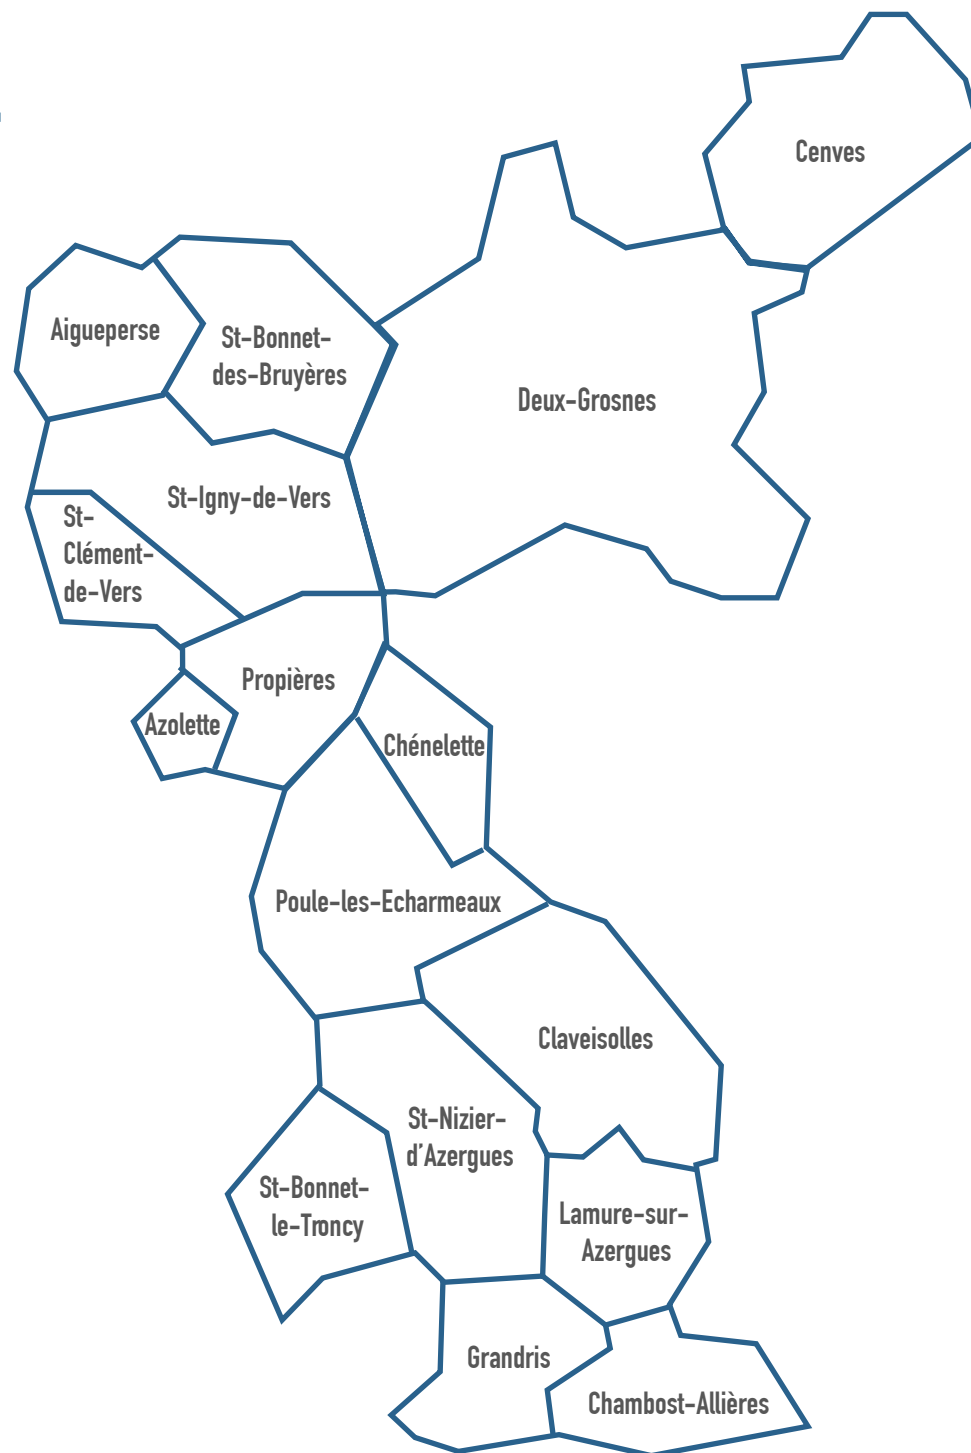 Cenves
Aigueperse
St-Bonnet-
des-Bruyères
Deux-Grosnes
St-Igny-de-Vers
St-
Clément-
de-Vers
Propières
Azolette
Chénelette
Poule-les-Echarmeaux
Claveisolles
St-Nizier-
d'Azergues
St-Bonnet-
le-Troncy
Lamure-sur-
Azergues
Grandris
Chambost-Allières